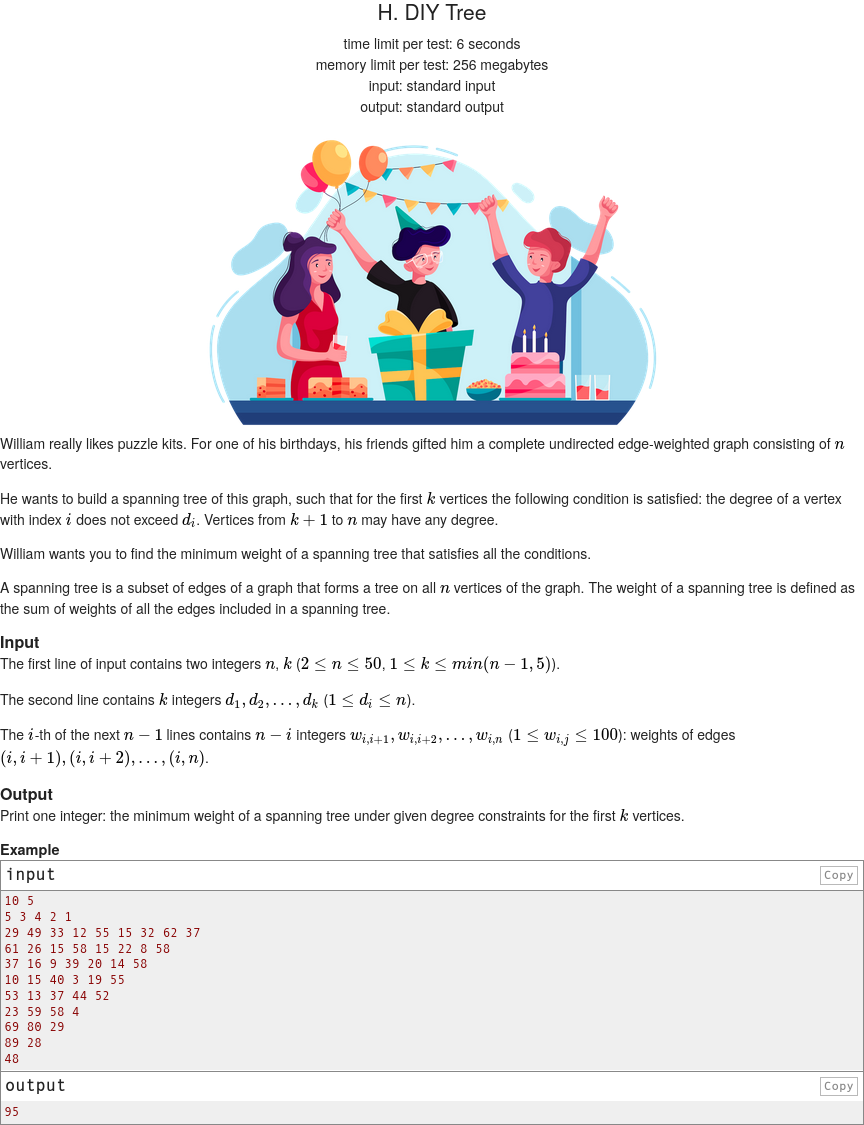 H. DIY Tree
time limit per test: 6 seconds
memory limit per test: 256 megabytes
input: standard input
output: standard output
William really likes puzzle kits. For one of his birthdays, his friends gifted him a complete undirected edge-weighted graph consisting of n
vertices.
He wants to build a spanning tree of this graph, such that for the first k vertices the following condition is satisfied: the degree of a vertex
with index i does not exceed d_i. Vertices from k + 1 to n may have any degree.
William wants you to find the minimum weight of a spanning tree that satisfies all the conditions.
A spanning tree is a subset of edges of a graph that forms a tree on all n vertices of the graph. The weight of a spanning tree is defined as
the sum of weights of all the edges included in a spanning tree.
Input
The first line of input contains two integers n, k (2 ≤ n ≤ 50, 1 ≤ k ≤ min(n − 1, 5)).
The second line contains k integers d_1, d_2, …, d_k (1 ≤ d_i ≤ n).
The i-th of the next n − 1 lines contains n − i integers w_{i,i+1}, w_{i,i+2}, …, w_{i,n} (1 ≤ w_{i,j} ≤ 100): weights of edges
(i, i + 1), (i, i + 2), …, (i, n).
Output
Print one integer: the minimum weight of a spanning tree under given degree constraints for the first k vertices.
Example
input Copy
10 5
5 3 4 2 1
29 49 33 12 55 15 32 62 37
61 26 15 58 15 22 8 58
37 16 9 39 20 14 58
10 15 40 3 19 55
53 13 37 44 52
23 59 58 4
69 80 29
89 28
48
output Copy
95